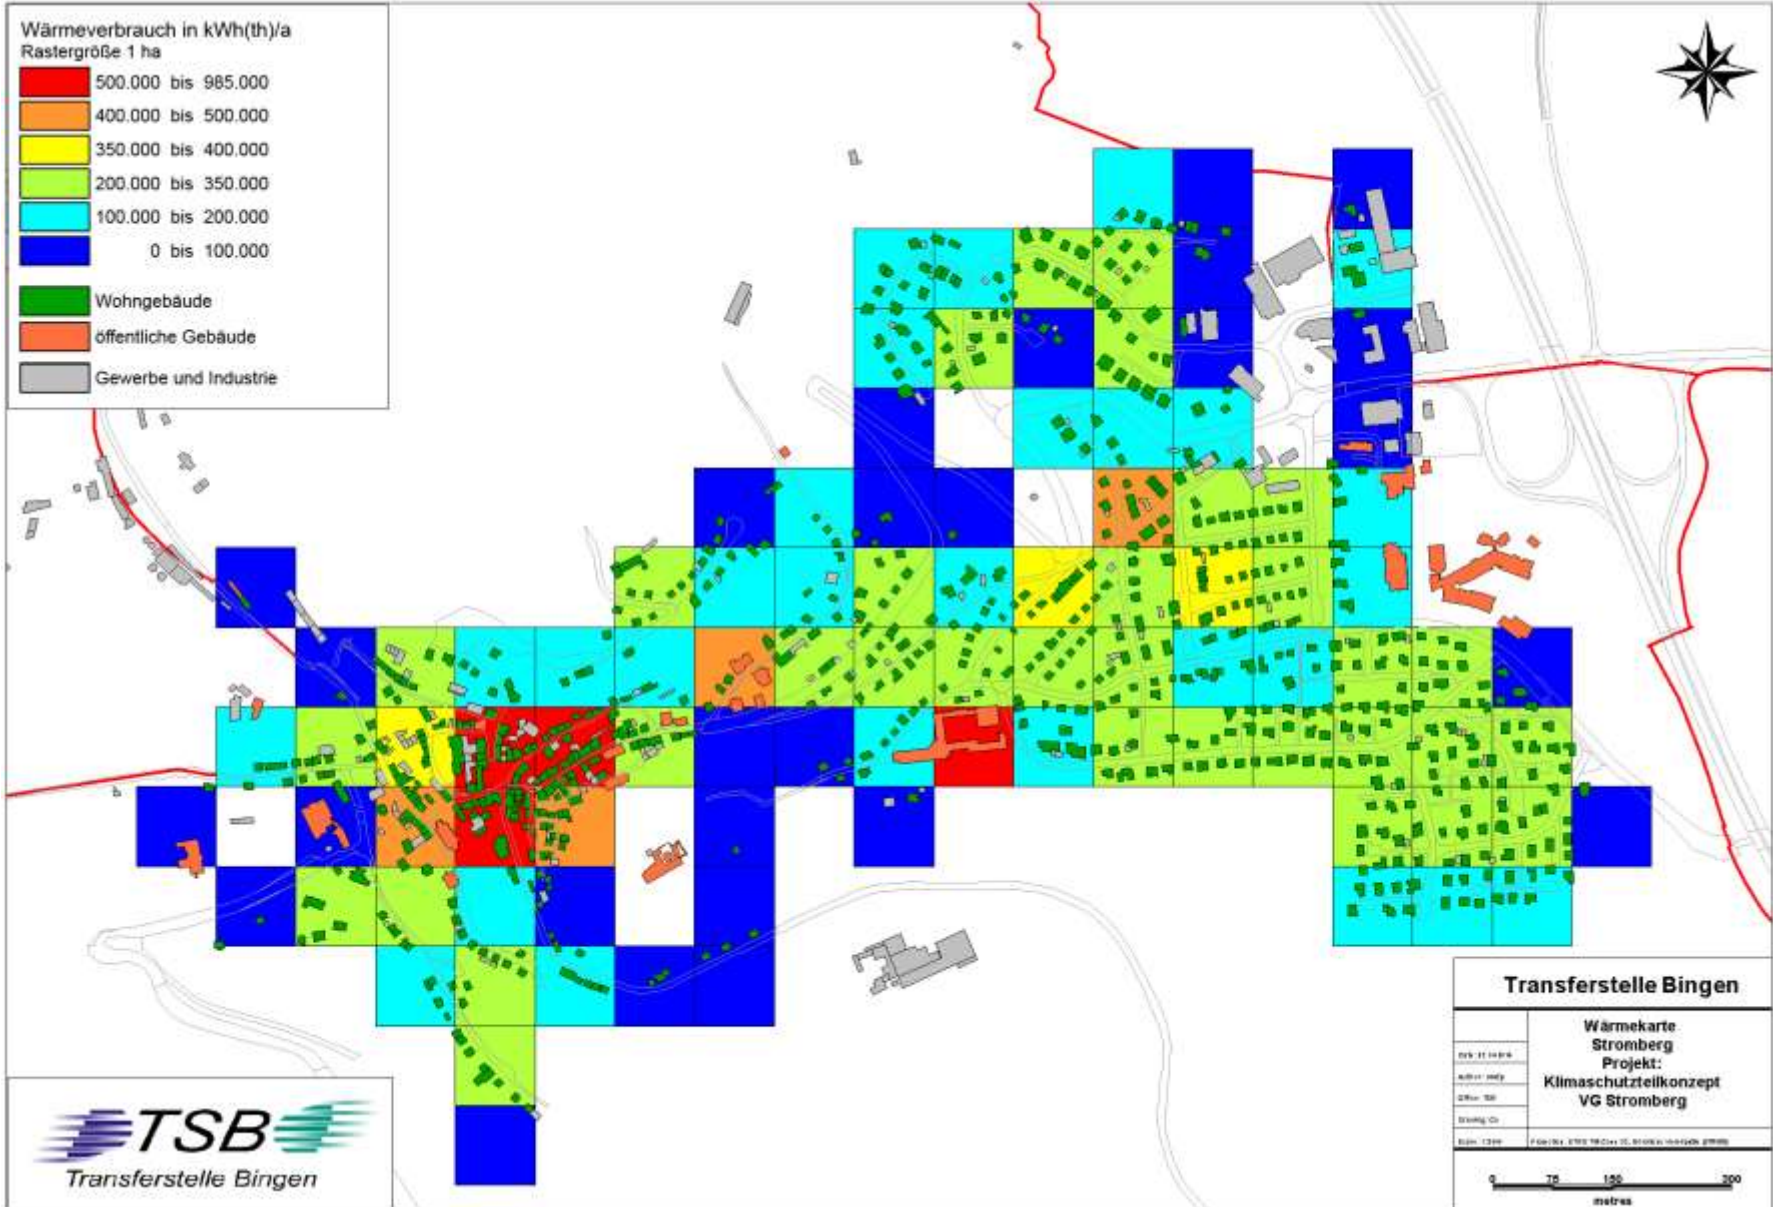 Wärmeverbrauch in kWh(th)/a
Rastergröße 1 ha
500.000 bis 985.000
400.000 bis 500.000
350.000 bis 400.000
200.000 bis 350.000
100.000 bis 200.000
0 bis 100.000
Wohngebäude
öffentliche Gebäude
Gewerbe und Industrie
Transferstelle Bingen
Wärmekarte
Stromberg
Projekt:
Klimaschutzteilkonzept
VG Stromberg
0 75 150 300
metres
TSB
Transferstelle Bingen